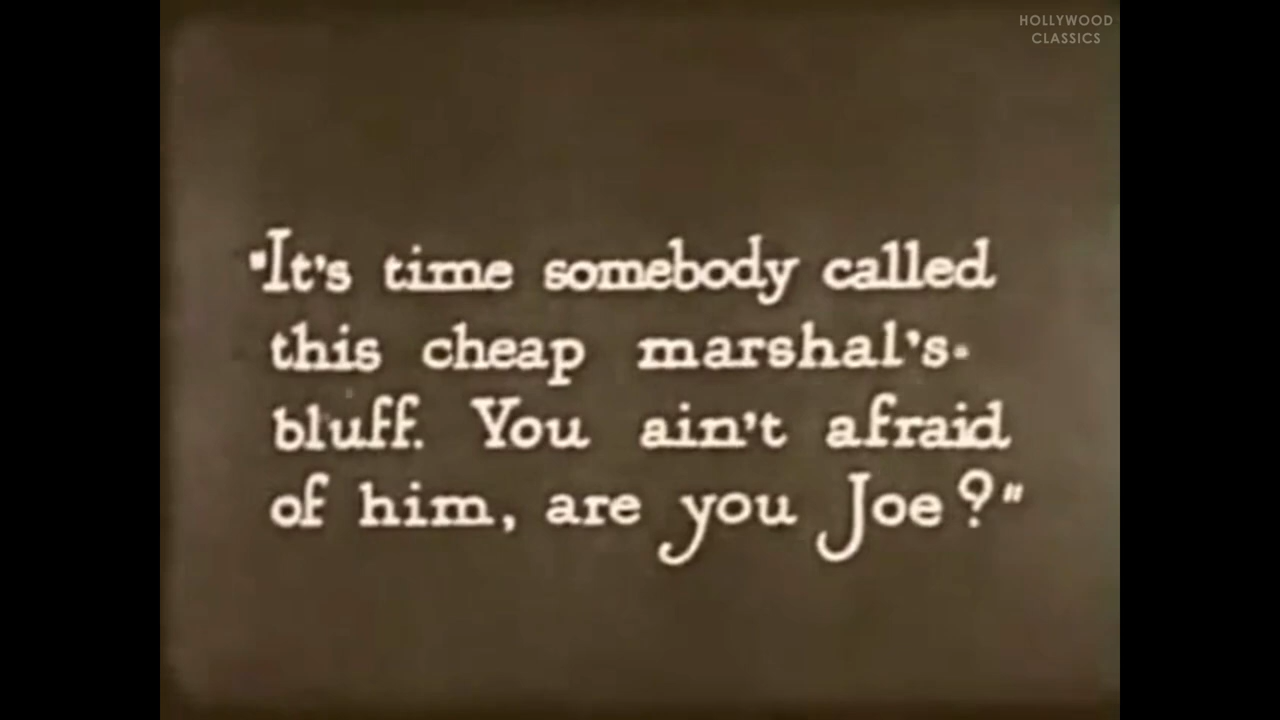 HOLLYWOOD
CLASSICS
"It's time somebody called
this cheap marshal's
bluff. You ain't afraid
of him, are you Joe?"